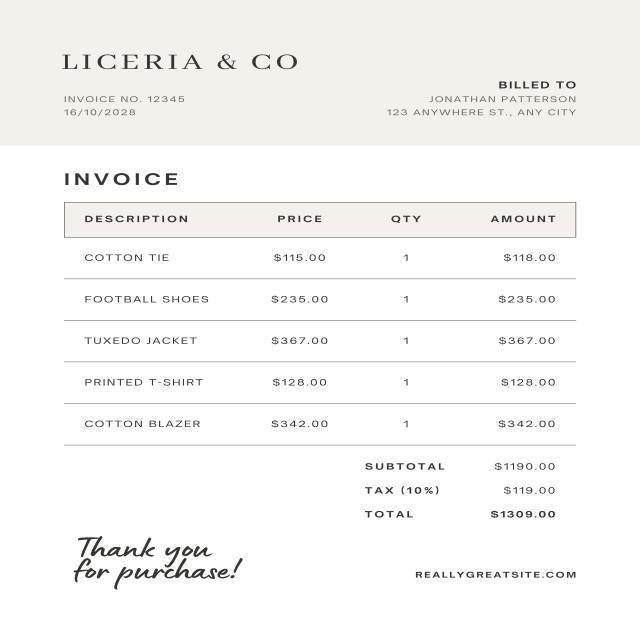 LICERIA & CO
INVOICE NO. 12345
16/10/2028
BILLED TO
JONATHAN PATTERSON
123 ANYWHERE ST., ANY CITY
INVOICE
DESCRIPTION PRICE QTY AMOUNT
COTTON TIE $115.00 1 $118.00
FOOTBALL SHOES $235.00 1 $235.00
TUXEDO JACKET $367.00 1 $367.00
PRINTED T-SHIRT $128.00 1 $128.00
COTTON BLAZER $342.00 1 $342.00
SUBTOTAL $1190.00
TAX (10%) $119.00
TOTAL $1309.00
Thank you
for purchase!
REALLYGREATSITE.COM